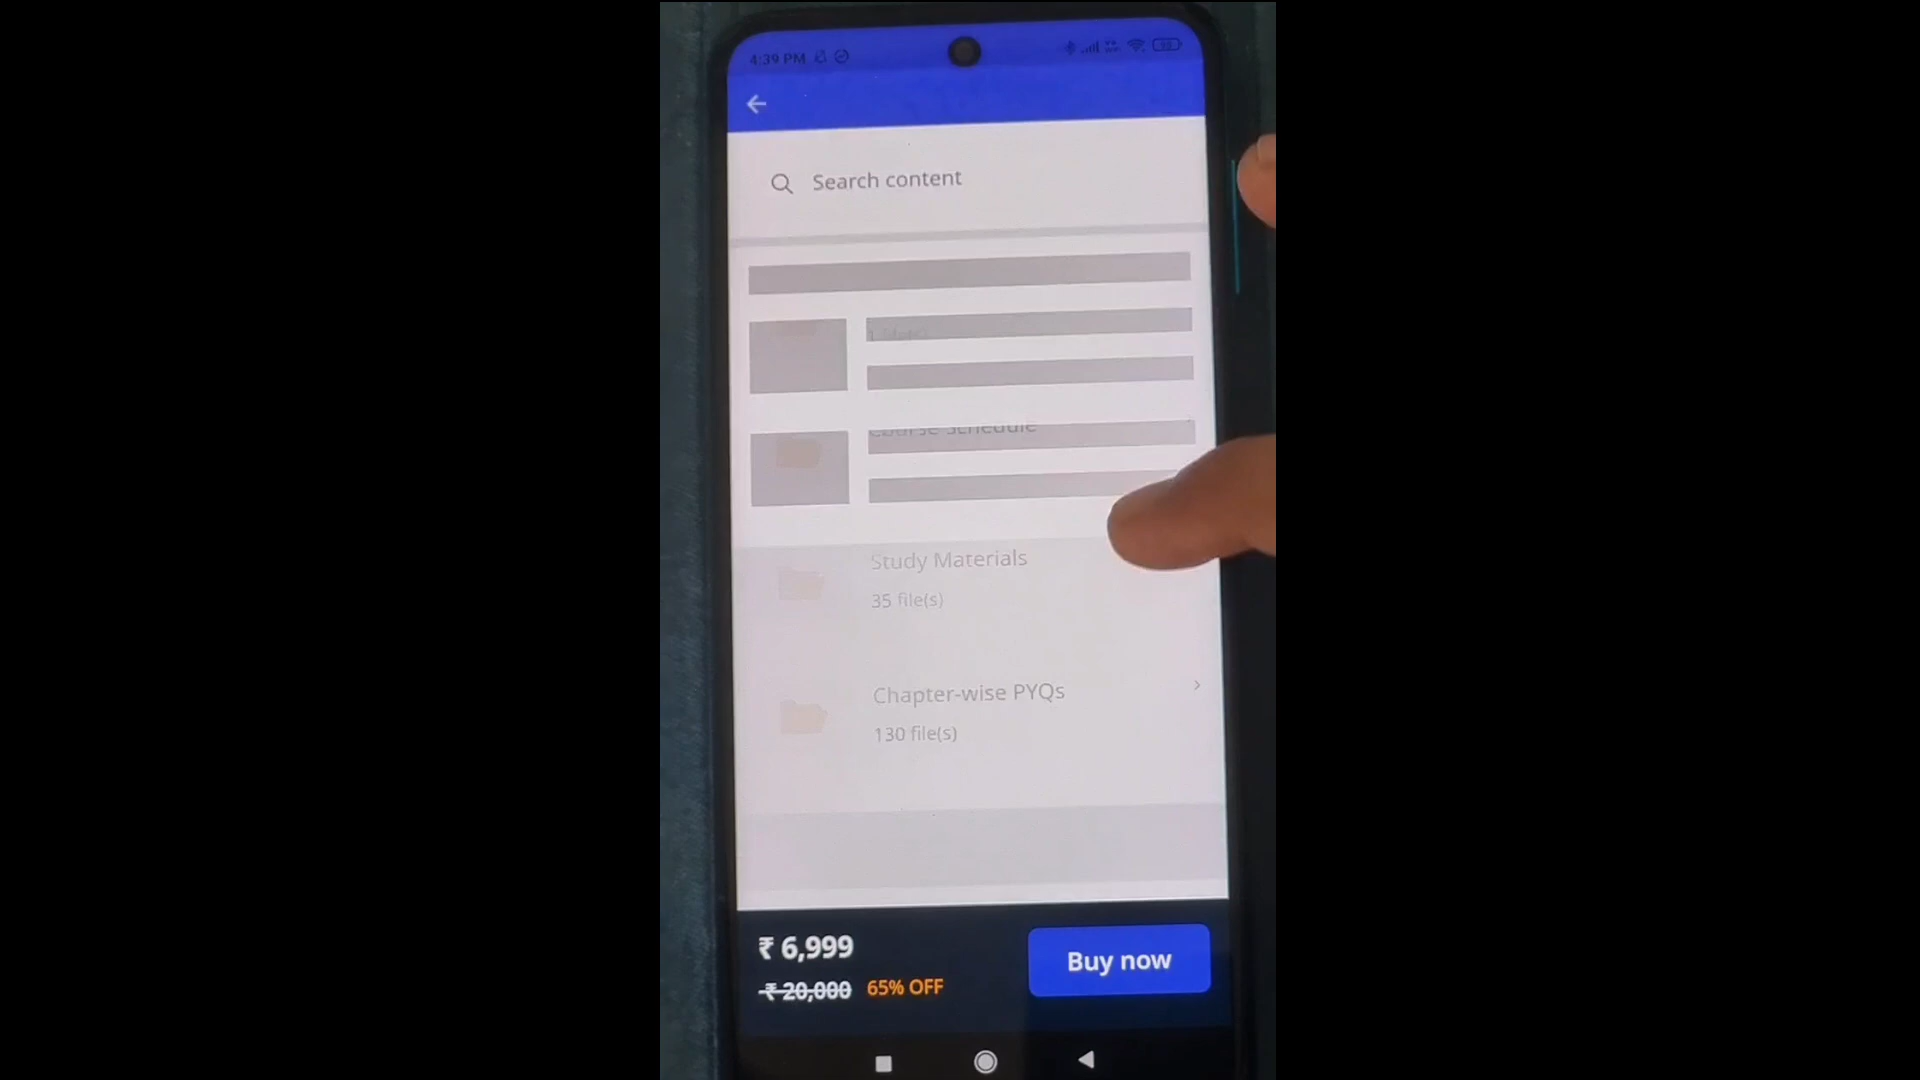 4:39 PM
Search content
Course Schedule
Study Materials
35 file(s)
Chapter-wise PYQs
130 file(s)
₹ 6,999
₹ 20,000 65% OFF
Buy now